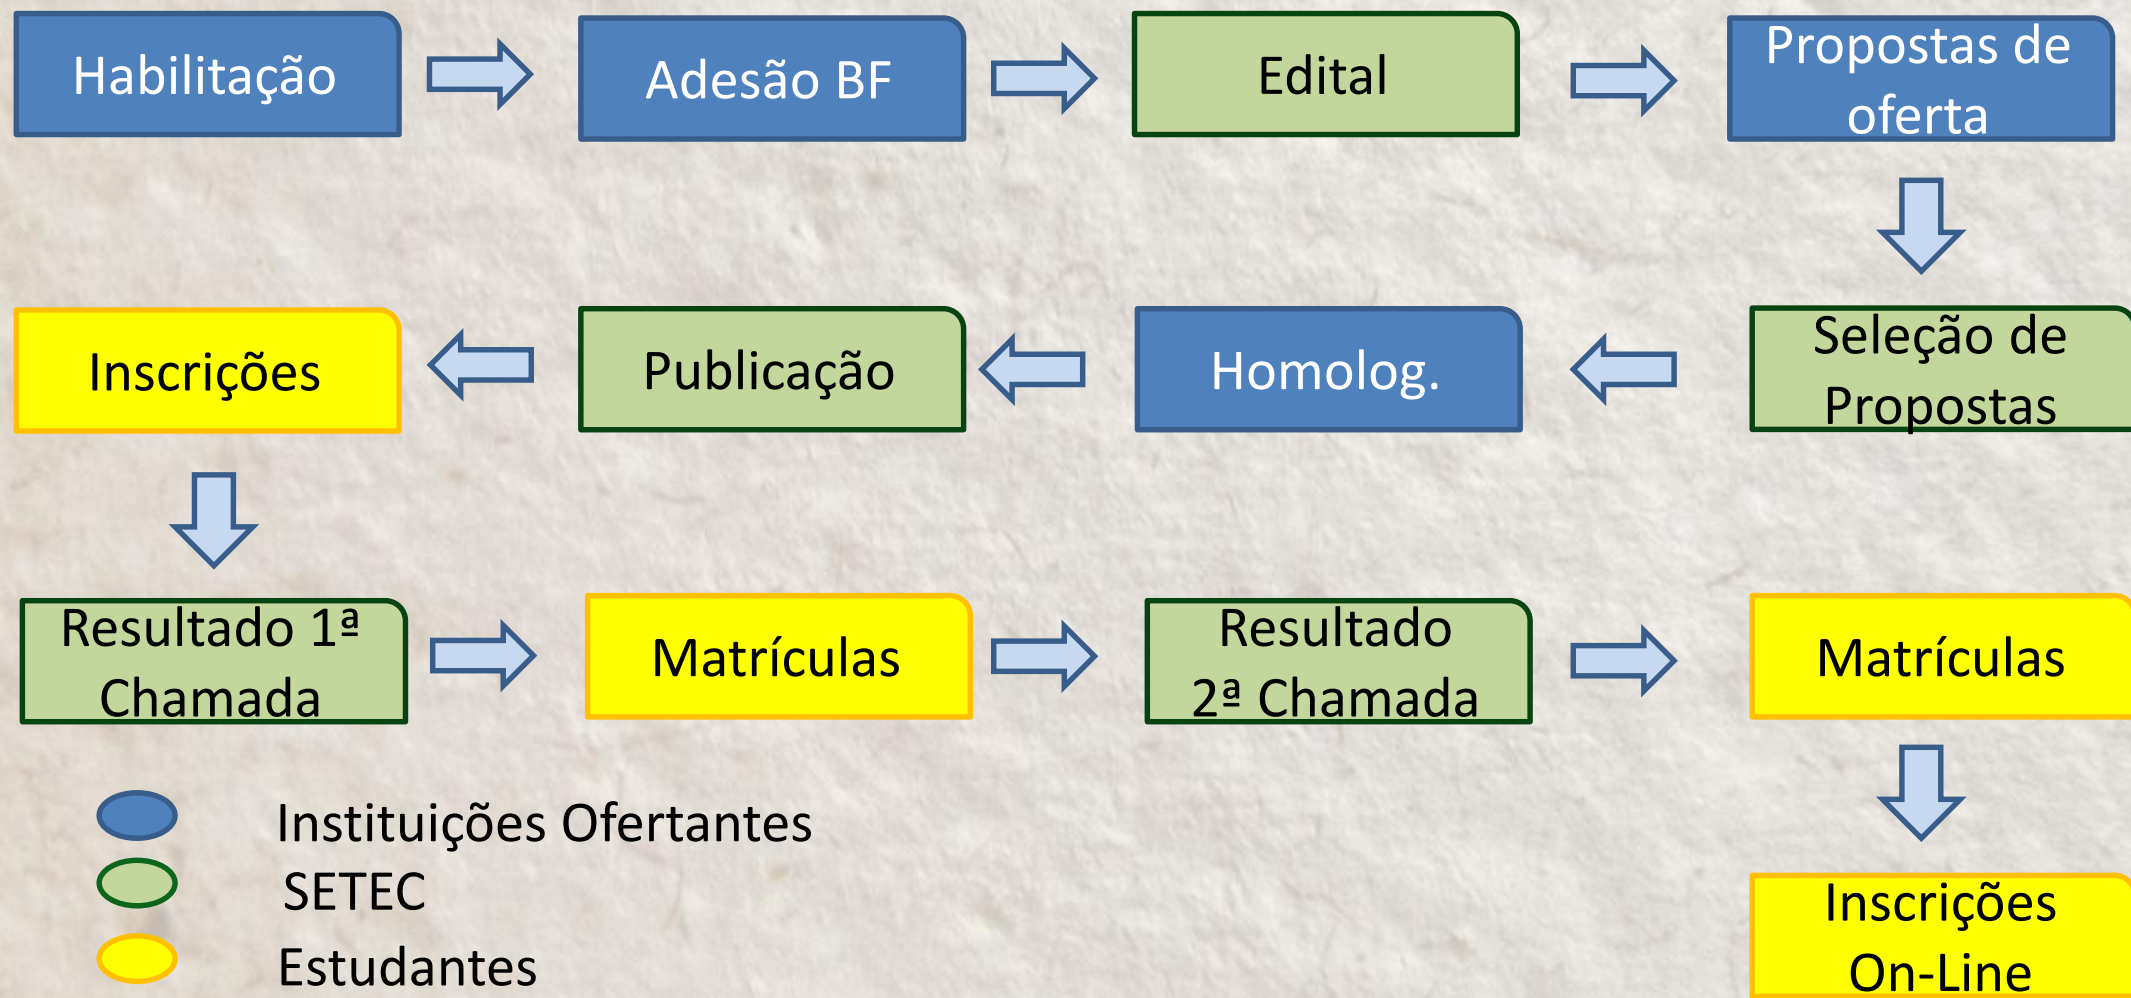 Habilitação
Adesão BF
Edital
Propostas de
oferta
Seleção de
Propostas
Homolog.
Publicação
Inscrições
Resultado 1ª
Chamada
Matrículas
Resultado
2ª Chamada
Matrículas
Inscrições
On-Line
Instituições Ofertantes
SETEC
Estudantes